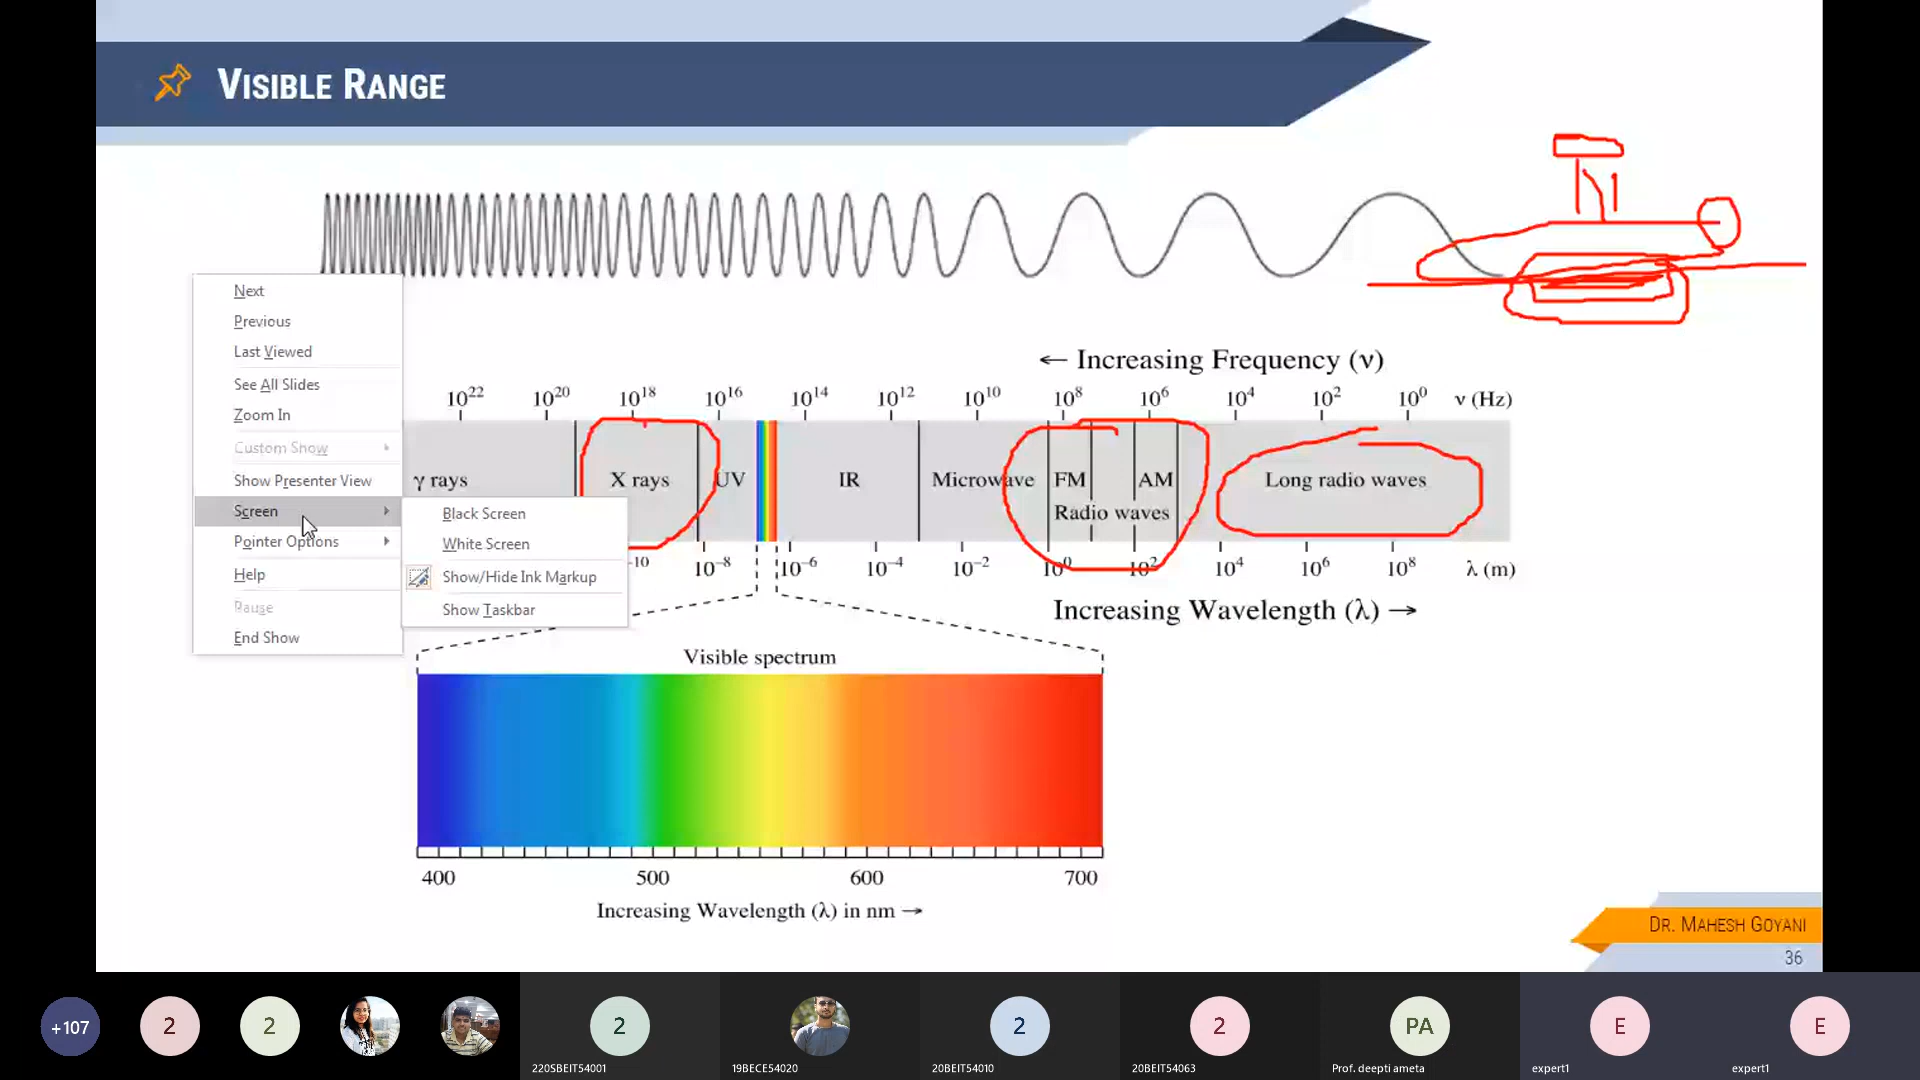 VISIBLE RANGE
Next
Previous
Last Viewed
See All Slides
Zoom In
Custom Show
Show Presenter View
Screen
Pointer Options
Help
Pause
End Show
Black Screen
White Screen
Show/Hide Ink Markup
Show Taskbar
← Increasing Frequency (ν)
10²² 10²⁰ 10¹⁸ 10¹⁶ 10¹⁴ 10¹² 10¹⁰ 10⁸ 10⁶ 10⁴ 10² 10⁰ ν (Hz)
γ rays X rays UV IR Microwave FM AM Long radio waves
Radio waves
⁻¹⁰ 10⁻⁸ 10⁻⁶ 10⁻⁴ 10⁻² 10⁰ 10² 10⁴ 10⁶ 10⁸ λ (m)
Increasing Wavelength (λ) →
Visible spectrum
400 500 600 700
Increasing Wavelength (λ) in nm →
DR. MAHESH GOYANI
36
+107 2 2 2 2 2 PA E E
220SBEIT54001 19BECE54020 20BEIT54010 20BEIT54063 Prof. deepti ameta expert1 expert1